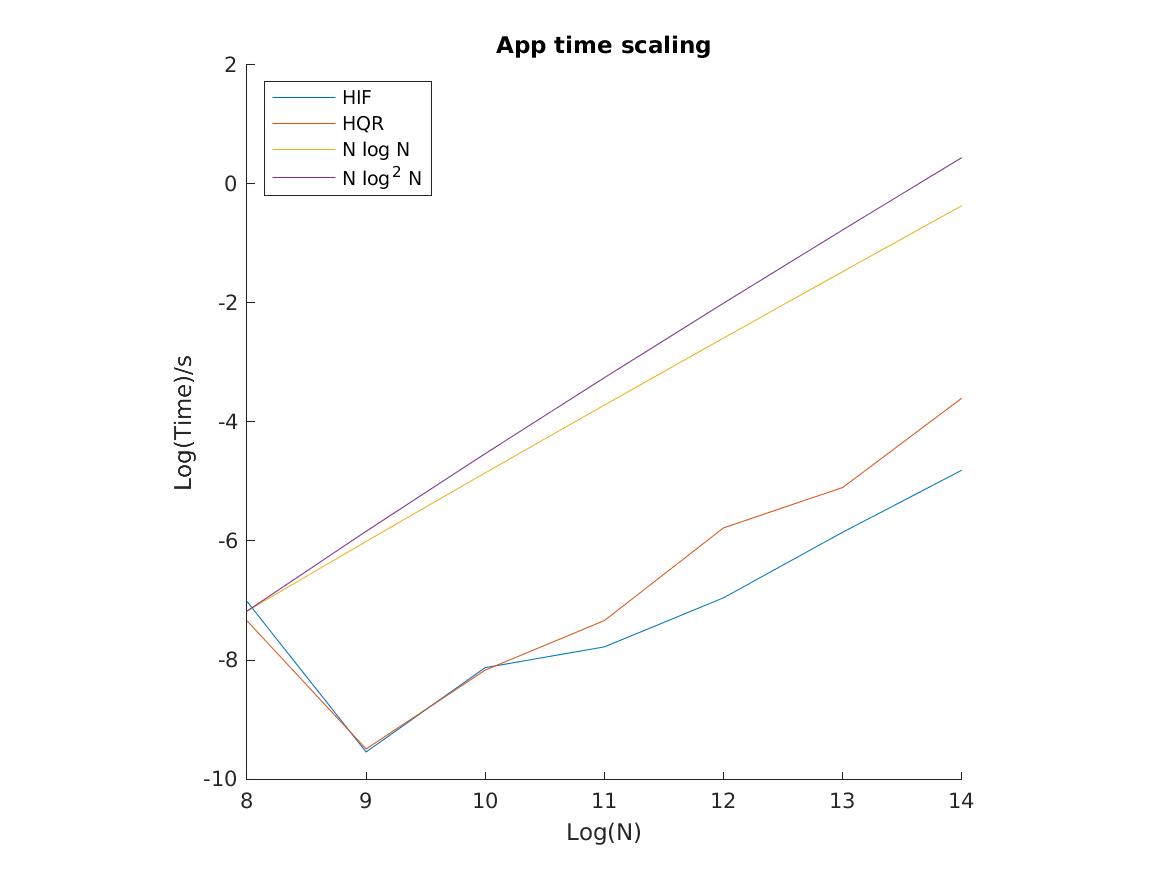 App time scaling
2
0
-2
-4
-6
-8
-10
Log(Time)/s
HIF
HQR
N log N
N log² N
8 9 10 11 12 13 14
Log(N)